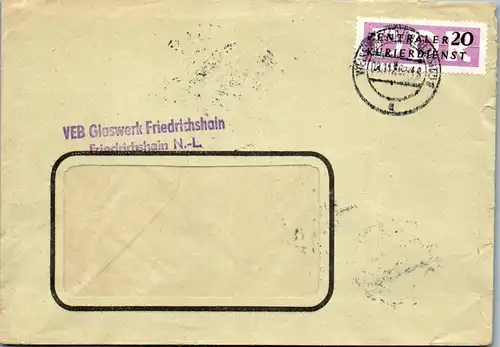 ZENTRALER 20
KURIERDIENST
VEB Glaswerk Friedrichshain
Friedrichshain N.-L.